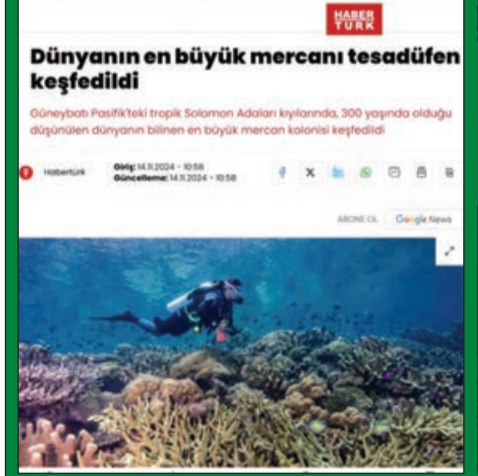 HABER
TURK
Dünyanın en büyük mercanı tesadüfen
keşfedildi
Güneybatı Pasifik'teki tropik Solomon Adaları kıyılarında, 300 yaşında olduğu
düşünülen dünyanın bilinen en büyük mercan kolonisi keşfedildi
Habertürk
Giriş: 14.11.2024 - 10:58
Güncelleme: 14.11.2024 - 10:58
ABONE OL Google News